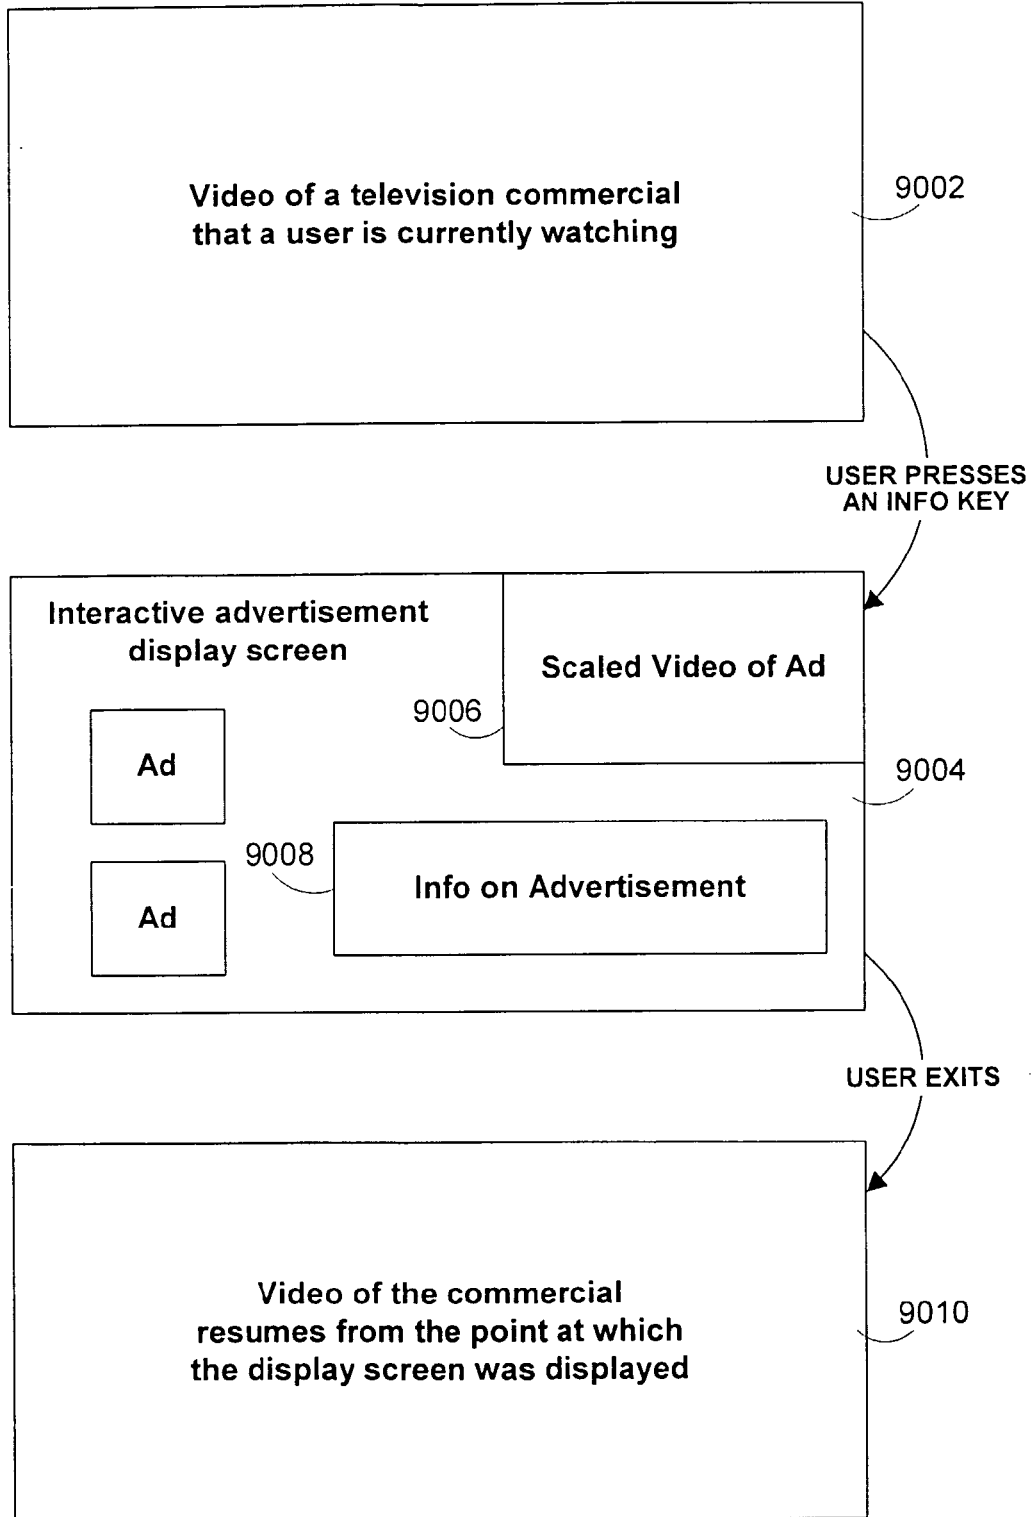 Video of a television commercial
that a user is currently watching
9002
USER PRESSES
AN INFO KEY
Interactive advertisement
display screen
Scaled Video of Ad
9006
Ad
9004
9008
Info on Advertisement
Ad
USER EXITS
Video of the commercial
resumes from the point at which
the display screen was displayed
9010